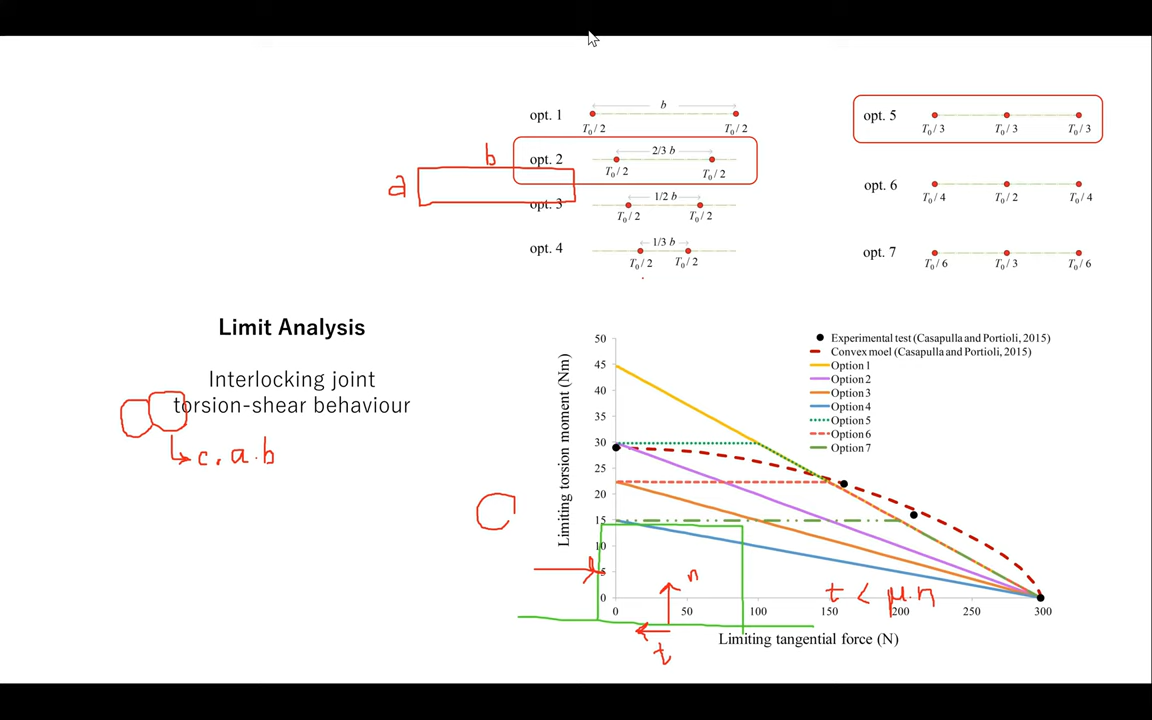 opt. 1
b
T0/2 T0/2
opt. 2
2/3 b
T0/2 T0/2
opt. 3
1/2 b
T0/2 T0/2
opt. 4
1/3 b
T0/2 T0/2
opt. 5
T0/3 T0/3 T0/3
opt. 6
T0/4 T0/2 T0/4
opt. 7
T0/6 T0/3 T0/6
b
a
Limit Analysis
Interlocking joint
torsion-shear behaviour
c. a. b
Limiting torsion moment (Nm)
50
45
40
35
30
25
20
15
10
5
0
0 50 100 150 200 250 300
Limiting tangential force (N)
Experimental test (Casapulla and Portioli, 2015)
Convex moel (Casapulla and Portioli, 2015)
Option 1
Option 2
Option 3
Option 4
Option 5
Option 6
Option 7
n
t
t < μ.n